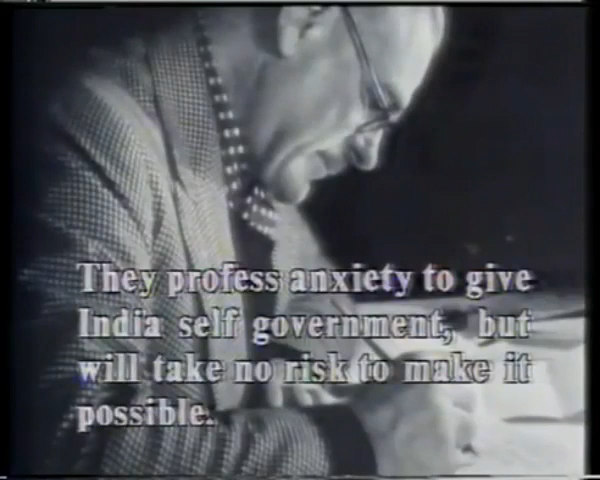 They profess anxiety to give
India self government, but
will take no risk to make it
possible.